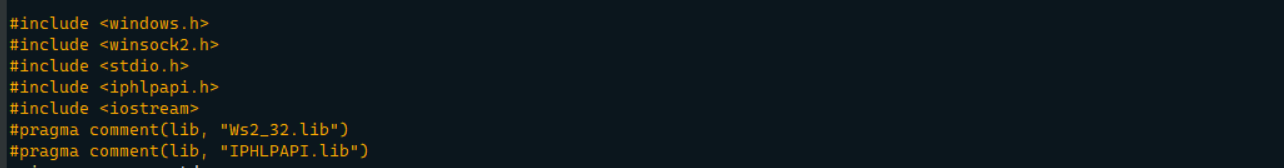 #include <windows.h>
#include <winsock2.h>
#include <stdio.h>
#include <iphlpapi.h>
#include <iostream>
#pragma comment(lib, "Ws2_32.lib")
#pragma comment(lib, "IPHLPAPI.lib")